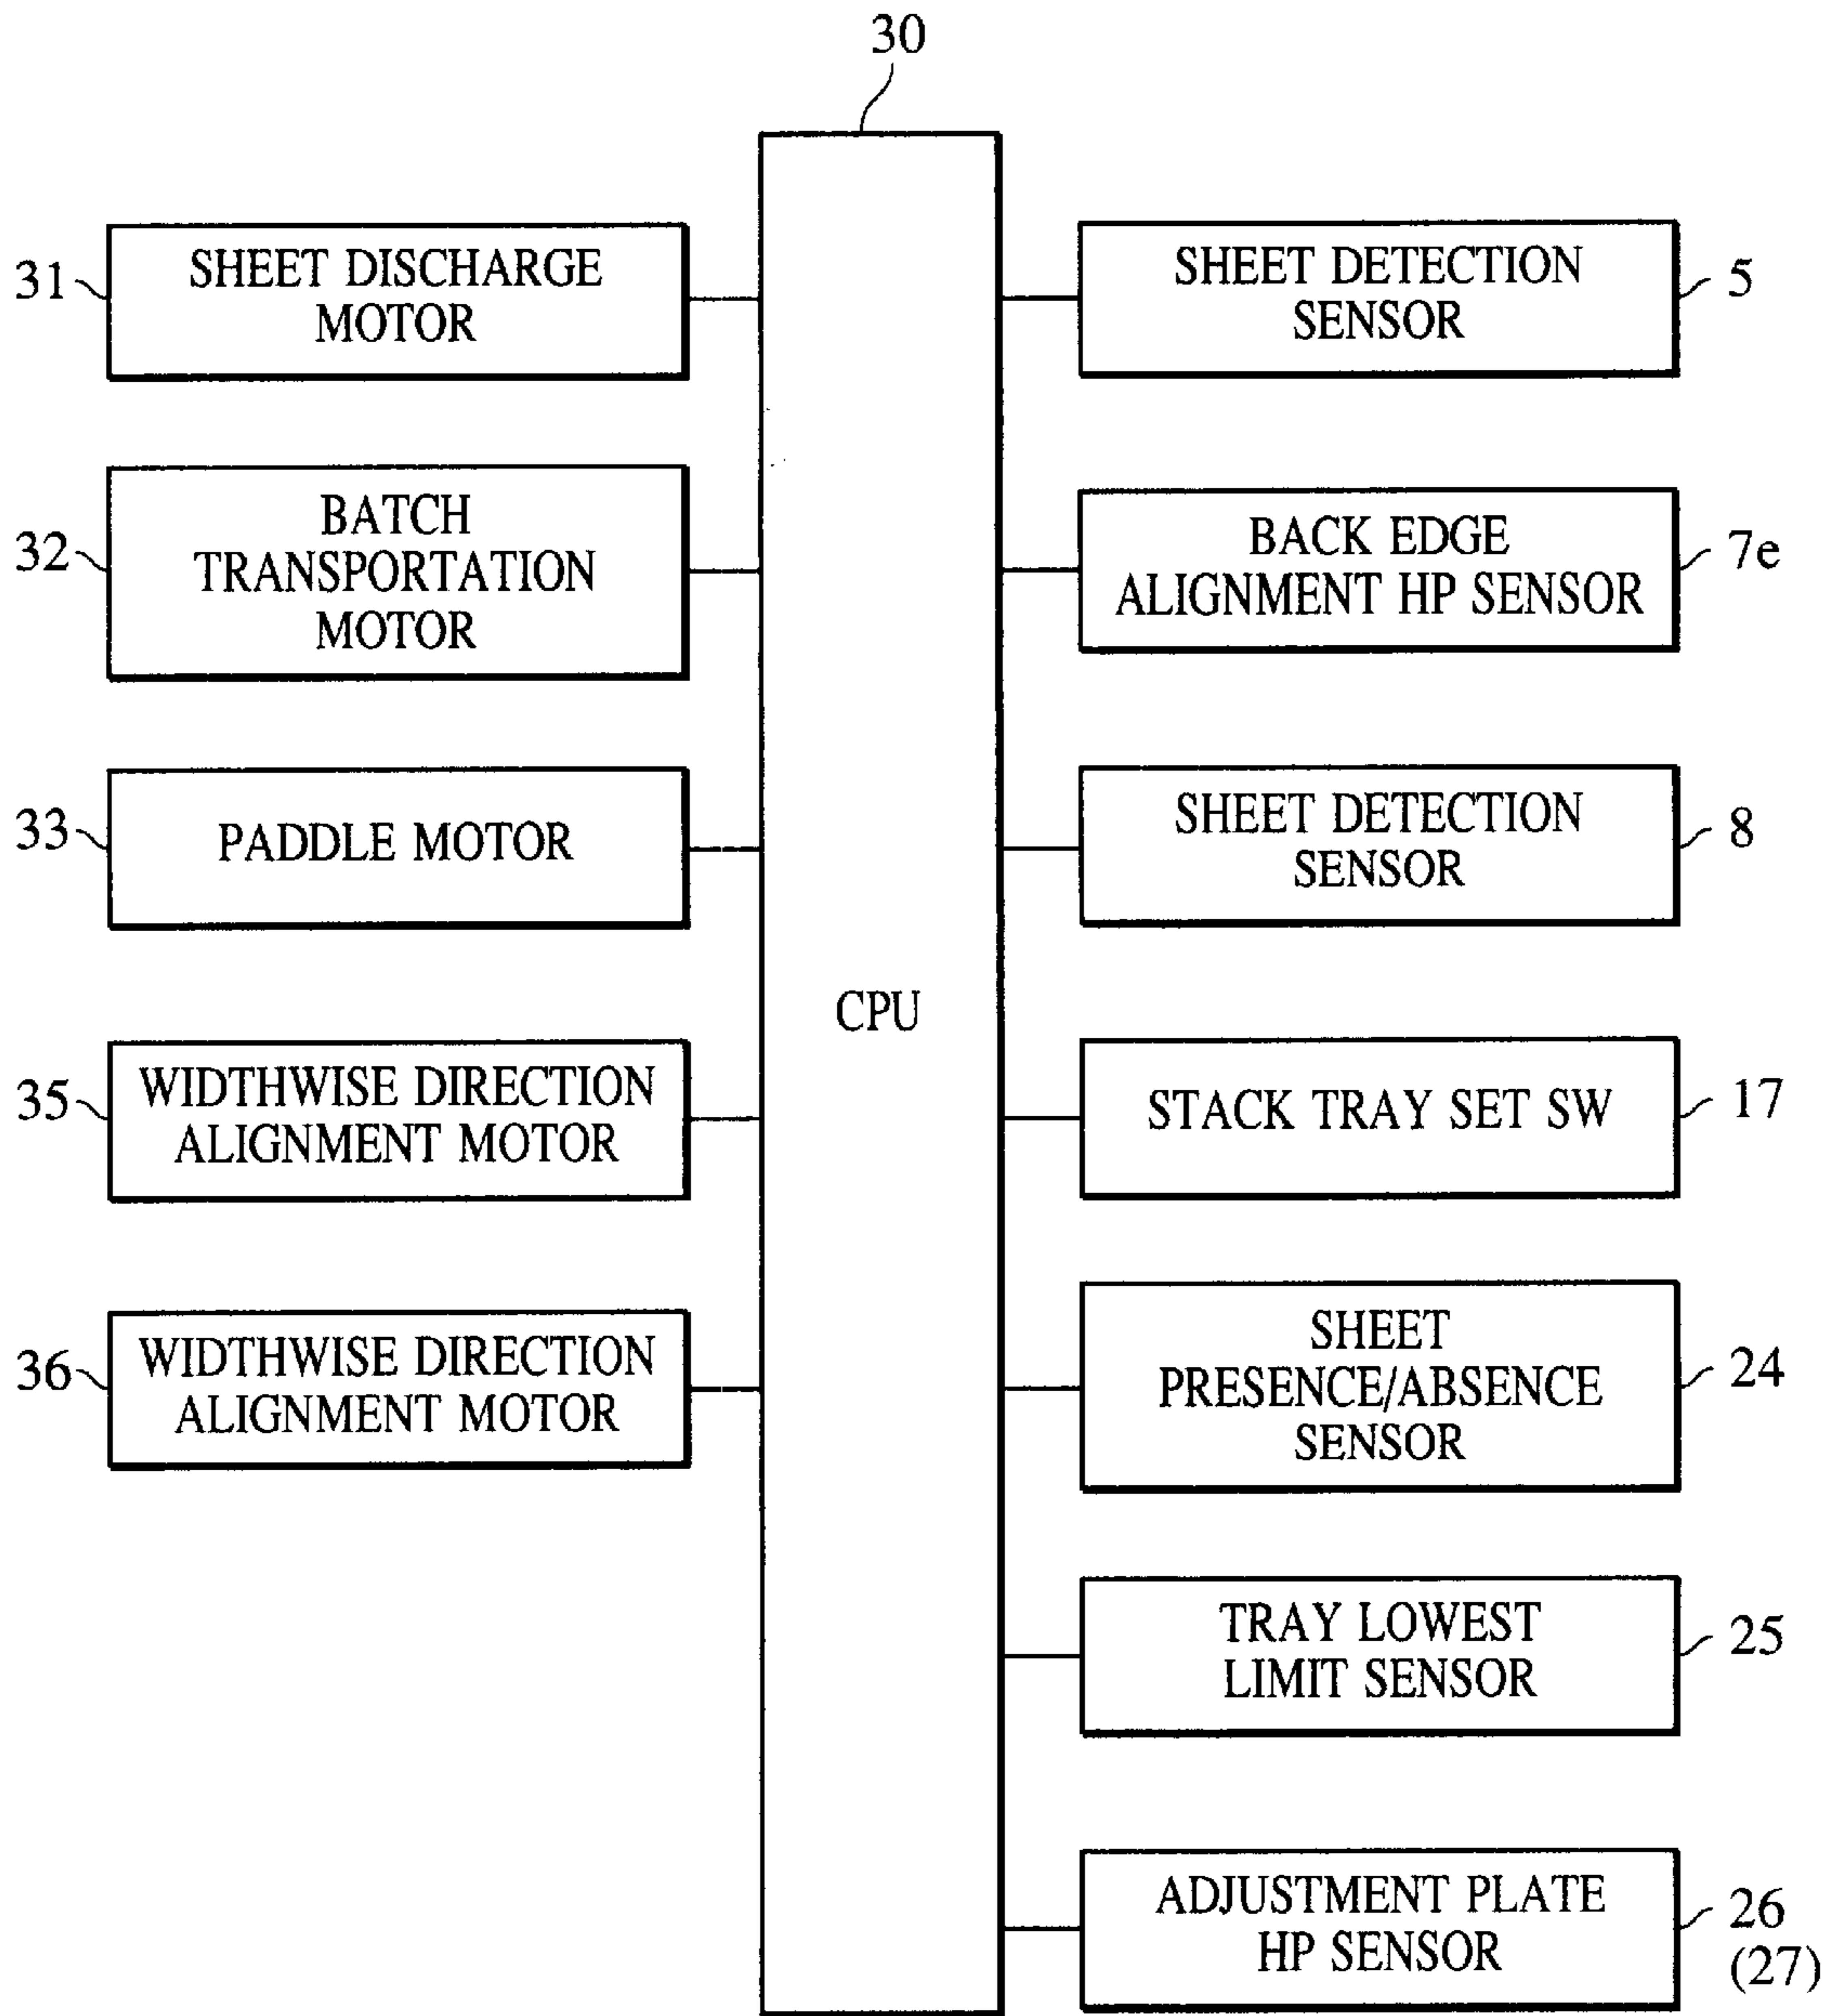 30
31
SHEET DISCHARGE
MOTOR
32
BATCH
TRANSPORTATION
MOTOR
33
PADDLE MOTOR
35
WIDTHWISE DIRECTION
ALIGNMENT MOTOR
36
WIDTHWISE DIRECTION
ALIGNMENT MOTOR
CPU
SHEET DETECTION
SENSOR
5
BACK EDGE
ALIGNMENT HP SENSOR
7e
SHEET DETECTION
SENSOR
8
STACK TRAY SET SW
17
SHEET
PRESENCE/ABSENCE
SENSOR
24
TRAY LOWEST
LIMIT SENSOR
25
ADJUSTMENT PLATE
HP SENSOR
26
(27)